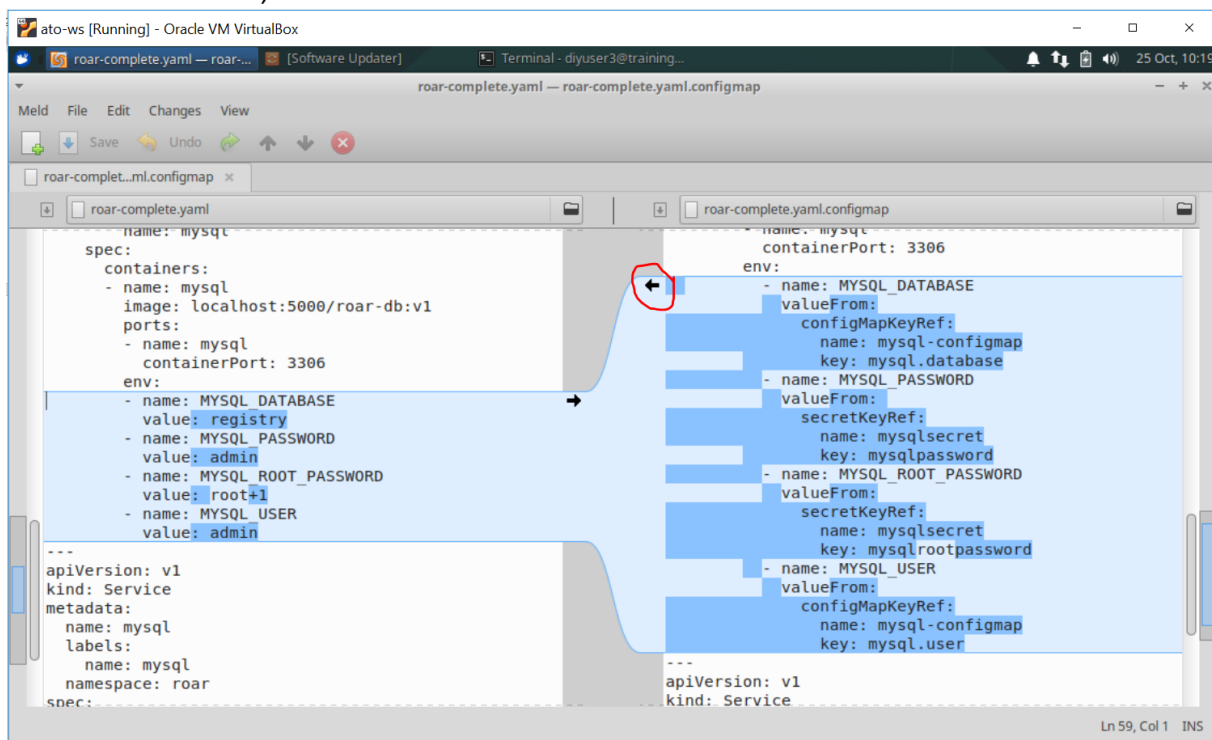 ato-ws [Running] - Oracle VM VirtualBox
roar-complete.yaml — roar-... [Software Updater] Terminal - diyuser3@training... 25 Oct, 10:19
roar-complete.yaml — roar-complete.yaml.configmap
Meld File Edit Changes View
Save Undo
roar-complet...ml.configmap
roar-complete.yaml
name: mysql
spec:
containers:
- name: mysql
image: localhost:5000/roar-db:v1
ports:
- name: mysql
containerPort: 3306
env:
- name: MYSQL_DATABASE
value: registry
- name: MYSQL_PASSWORD
value: admin
- name: MYSQL_ROOT_PASSWORD
value: root+1
- name: MYSQL_USER
value: admin
---
apiVersion: v1
kind: Service
metadata:
name: mysql
labels:
name: mysql
namespace: roar
spec:
roar-complete.yaml.configmap
- name: mysql
containerPort: 3306
env:
- name: MYSQL_DATABASE
valueFrom:
configMapKeyRef:
name: mysql-configmap
key: mysql.database
- name: MYSQL_PASSWORD
valueFrom:
secretKeyRef:
name: mysqlsecret
key: mysqlpassword
- name: MYSQL_ROOT_PASSWORD
valueFrom:
secretKeyRef:
name: mysqlsecret
key: mysqlrootpassword
- name: MYSQL_USER
valueFrom:
configMapKeyRef:
name: mysql-configmap
key: mysql.user
---
apiVersion: v1
kind: Service
Ln 59, Col 1 INS